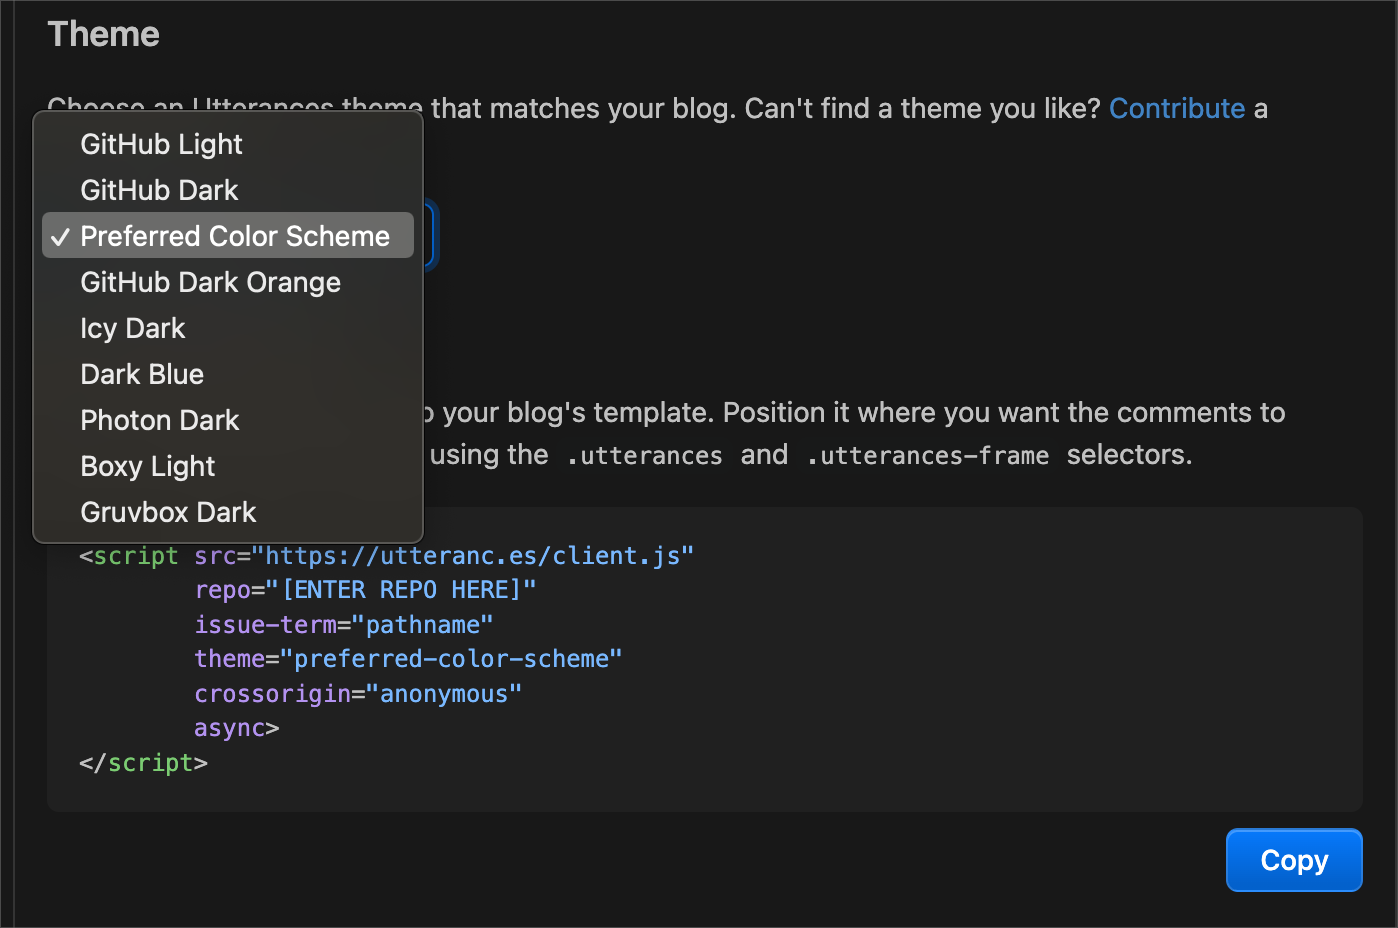 Theme
Choose an Utterances theme that matches your blog. Can't find a theme you like? Contribute a
GitHub Light
GitHub Dark
✓ Preferred Color Scheme
GitHub Dark Orange
Icy Dark
Dark Blue
Photon Dark
Boxy Light
Gruvbox Dark
your blog's template. Position it where you want the comments to
using the .utterances and .utterances-frame selectors.
<script src="https://utteranc.es/client.js"
repo="[ENTER REPO HERE]"
issue-term="pathname"
theme="preferred-color-scheme"
crossorigin="anonymous"
async>
</script>
Copy